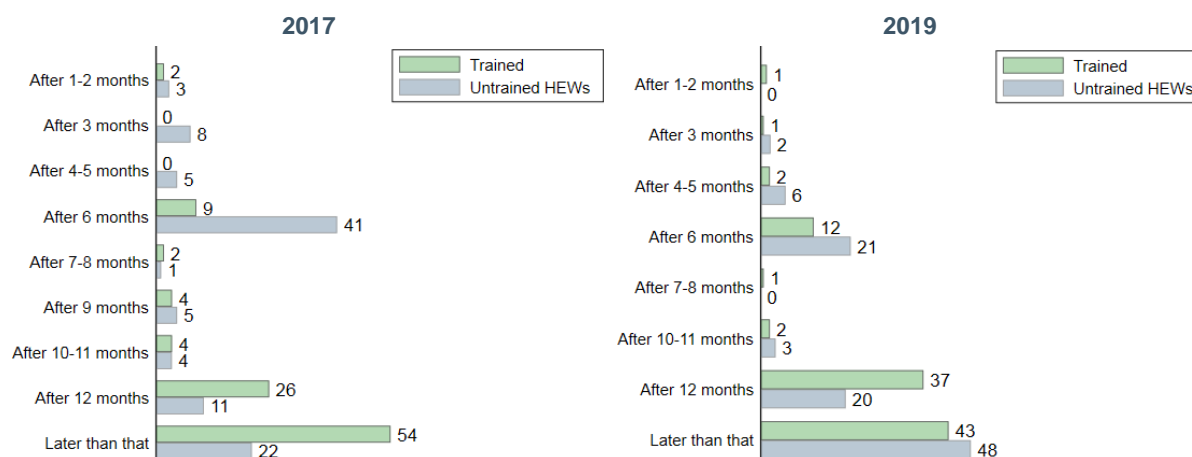 2017
Trained
Untrained HEWs
After 1-2 months
2
3
After 3 months
0
8
After 4-5 months
0
5
After 6 months
9
41
After 7-8 months
2
1
After 9 months
4
5
After 10-11 months
4
4
After 12 months
26
11
Later than that
54
22
2019
Trained
Untrained HEWs
After 1-2 months
1
0
After 3 months
1
2
After 4-5 months
2
6
After 6 months
12
21
After 7-8 months
1
0
After 10-11 months
2
3
After 12 months
37
20
Later than that
43
48